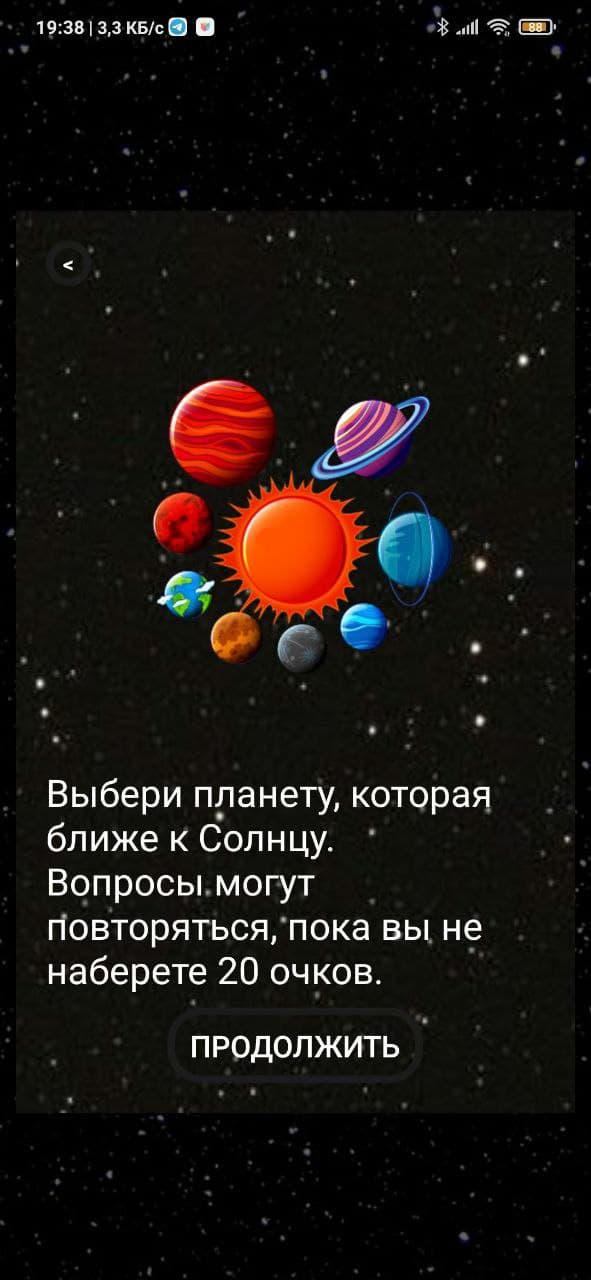 19:38 | 3,3 КБ/с
88
<
Выбери планету, которая
ближе к Солнцу.
Вопросы могут
повторяться, пока вы не
наберете 20 очков.
ПРОДОЛЖИТЬ